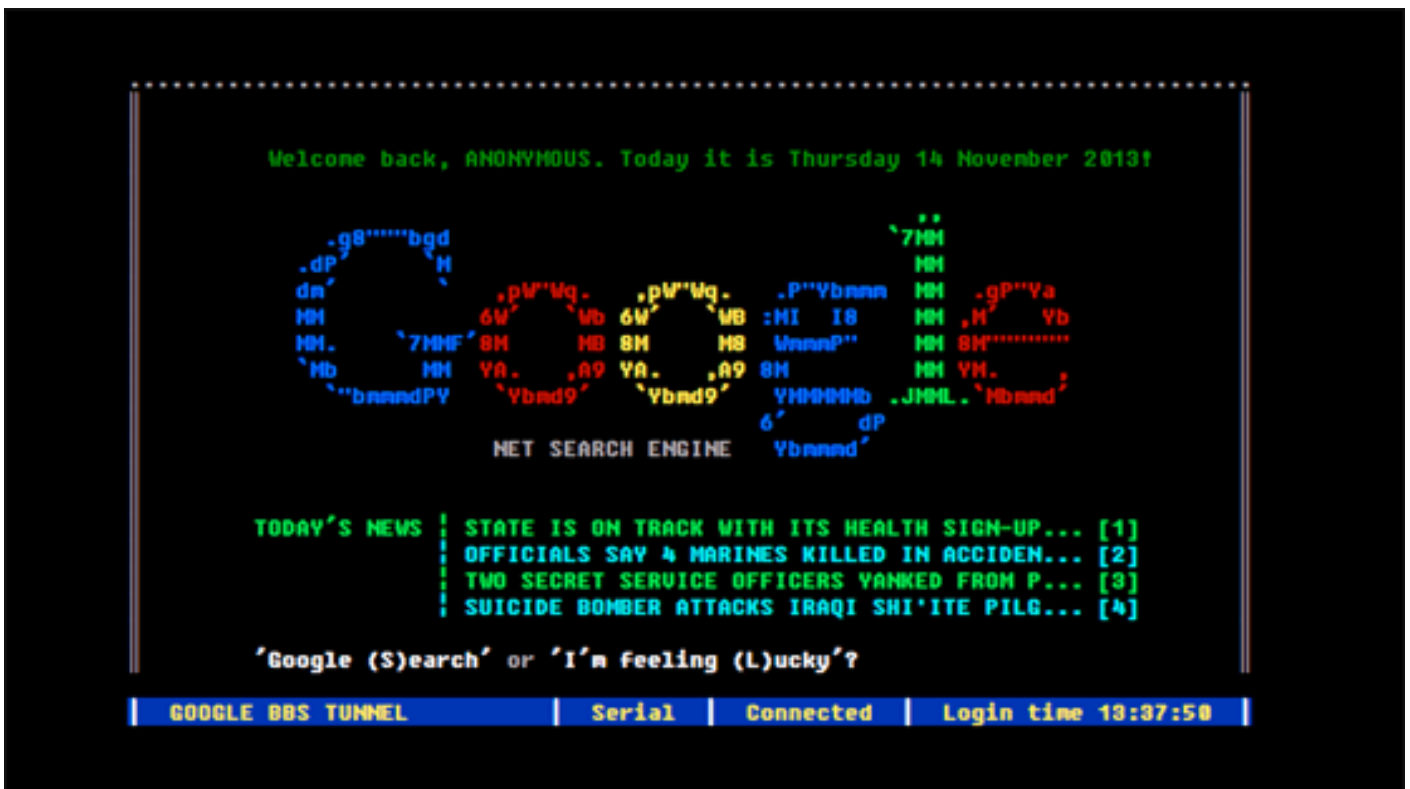 Welcome back, ANONYMOUS. Today it is Thursday 14 November 2013!
Google
NET SEARCH ENGINE
TODAY'S NEWS ¦ STATE IS ON TRACK WITH ITS HEALTH SIGN-UP... [1]
¦ OFFICIALS SAY 4 MARINES KILLED IN ACCIDEN... [2]
¦ TWO SECRET SERVICE OFFICERS YANKED FROM P... [3]
¦ SUICIDE BOMBER ATTACKS IRAQI SHI'ITE PILG... [4]
'Google (S)earch' or 'I'm feeling (L)ucky'?
GOOGLE BBS TUNNEL | Serial | Connected | Login time 13:37:50